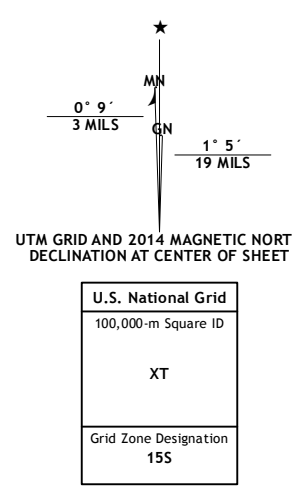 MN
0° 9´
3 MILS
GN
1° 5´
19 MILS
UTM GRID AND 2014 MAGNETIC NORT
DECLINATION AT CENTER OF SHEET
U.S. National Grid
100,000-m Square ID
XT
Grid Zone Designation
15S